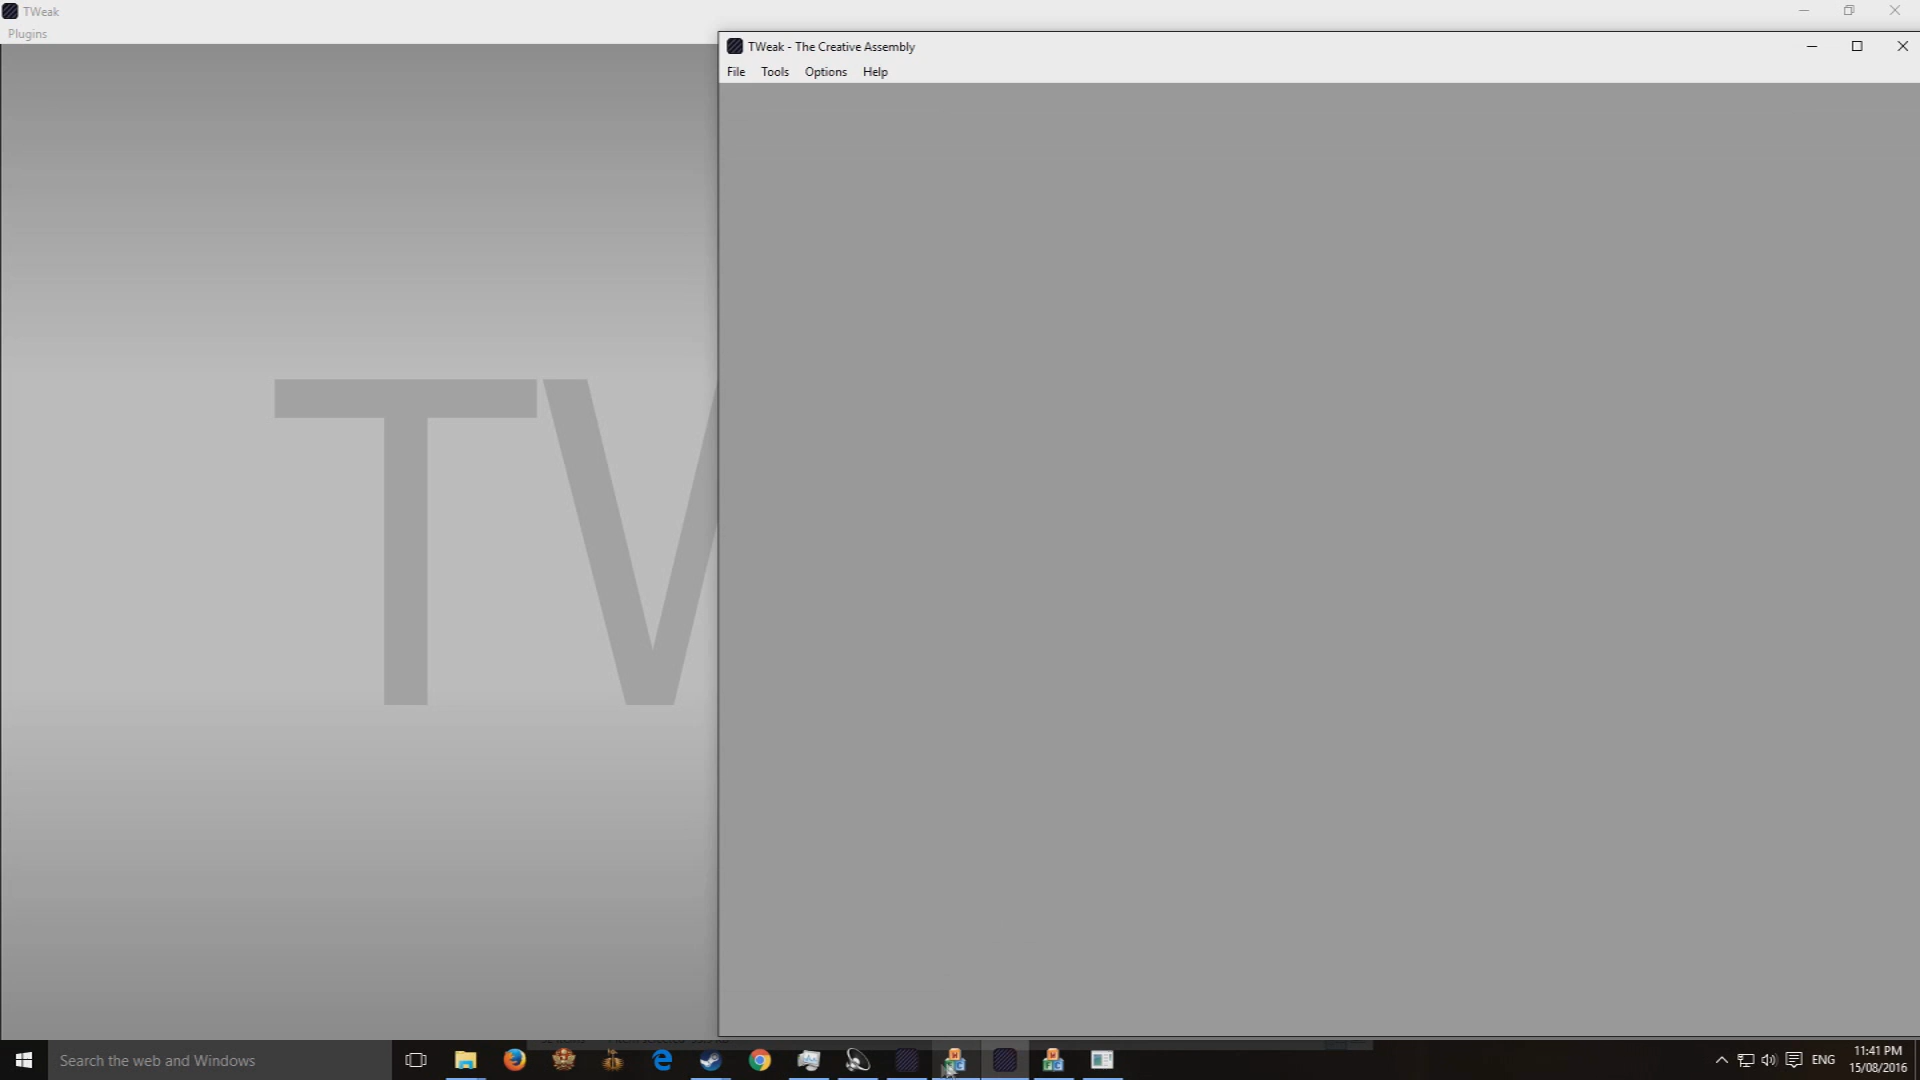 TWeak
Plugins
TWeak - The Creative Assembly
File Tools Options Help
TW
Search the web and Windows
ENG
11:41 PM
15/08/2016